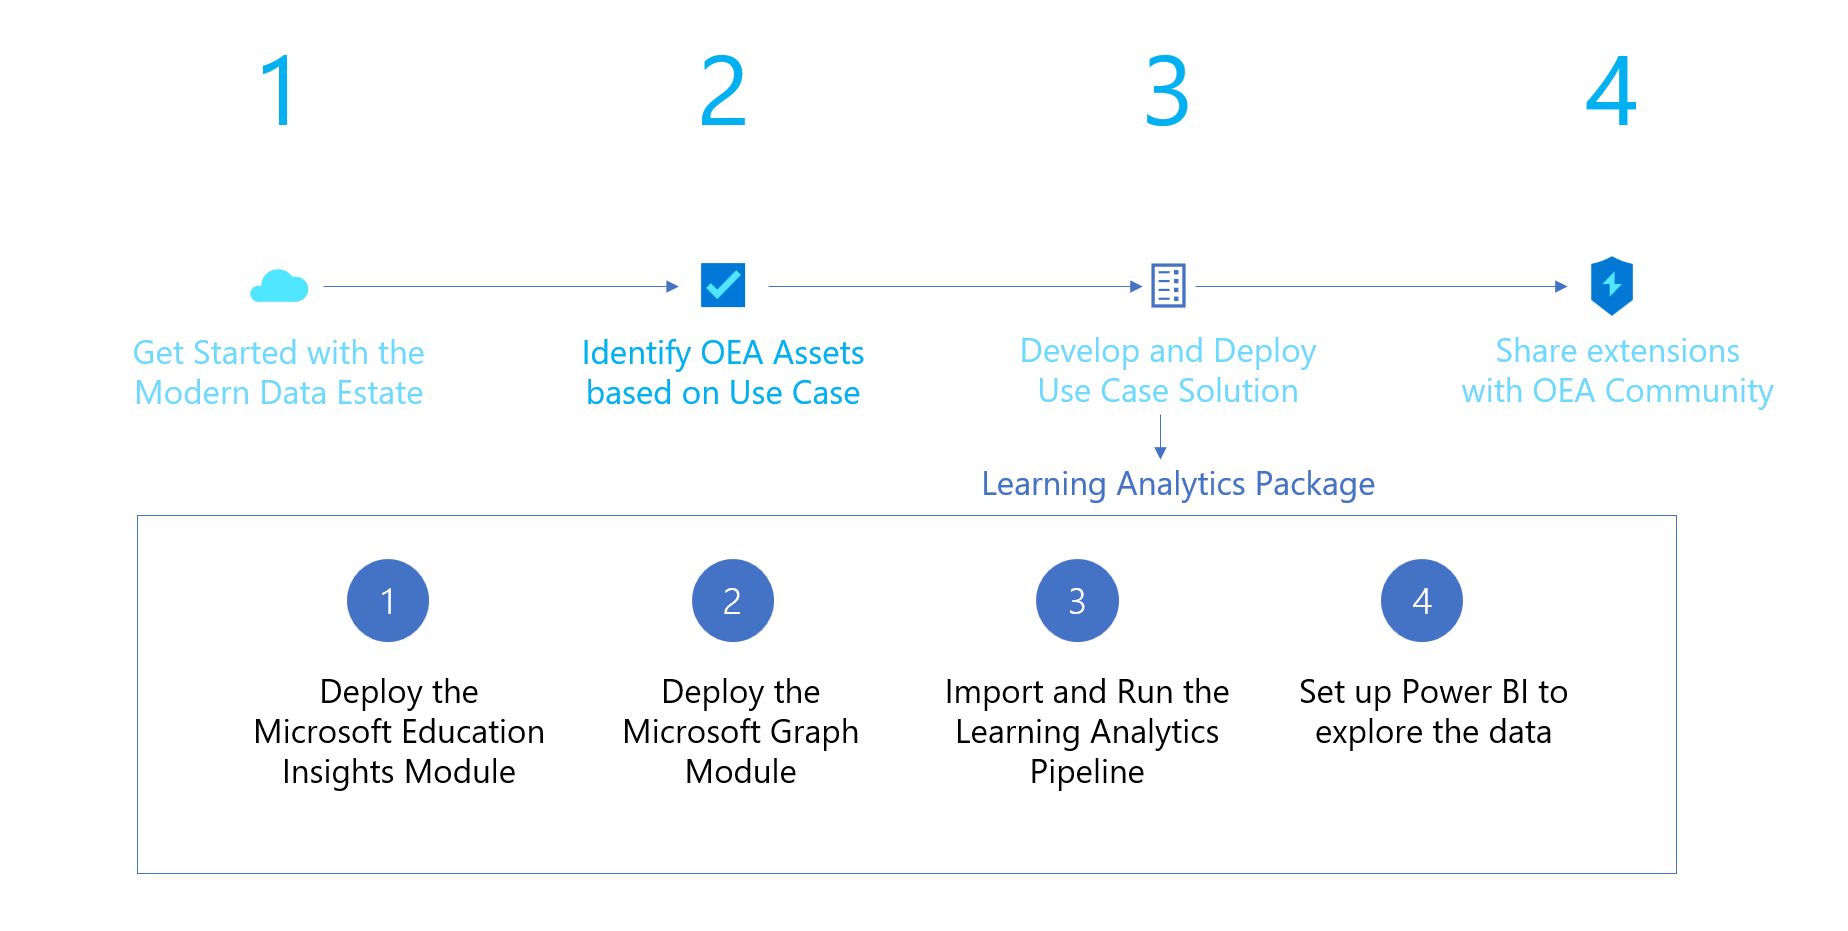 1
2
3
4
Get Started with the
Modern Data Estate
Identify OEA Assets
based on Use Case
Develop and Deploy
Use Case Solution
Share extensions
with OEA Community
Learning Analytics Package
1
Deploy the
Microsoft Education
Insights Module
2
Deploy the
Microsoft Graph
Module
3
Import and Run the
Learning Analytics
Pipeline
4
Set up Power BI to
explore the data